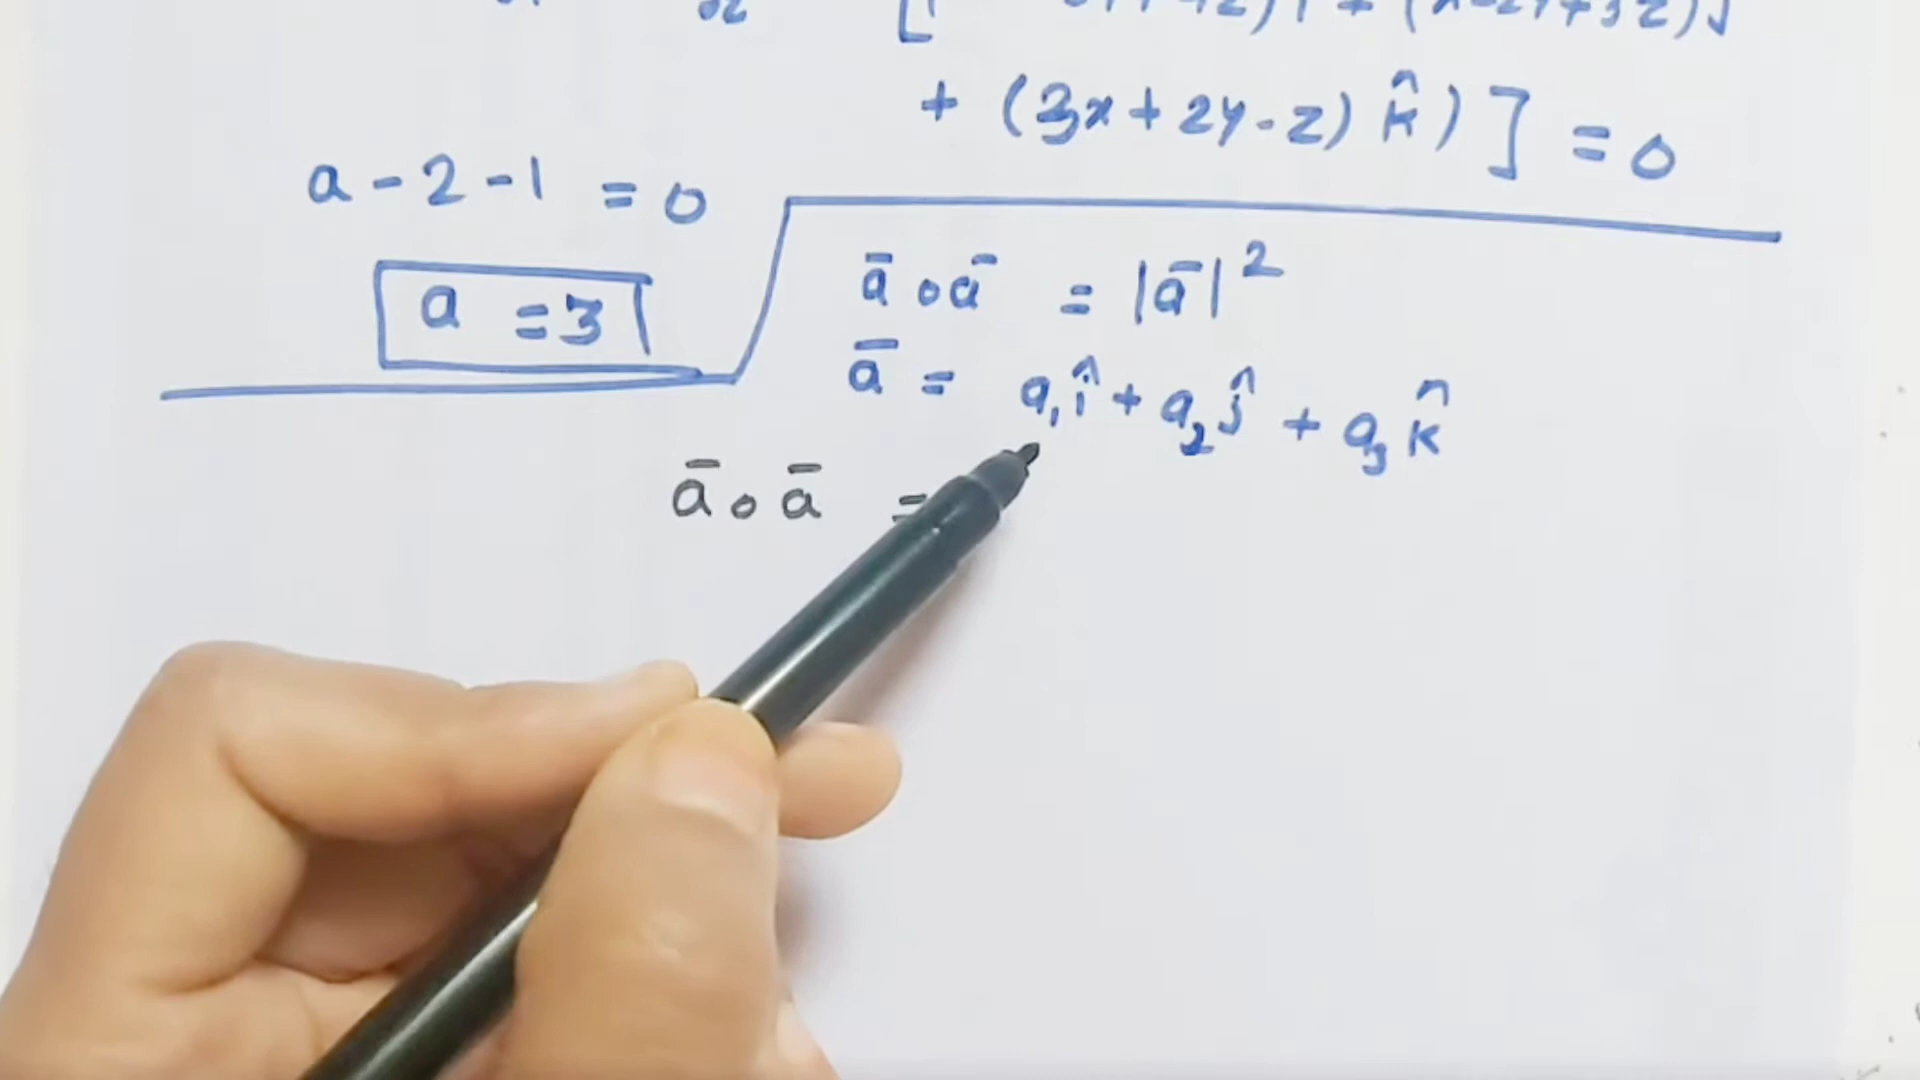 + (3x + 2y - z) k̂ ) ] = 0
a - 2 - 1 = 0
a = 3
ā ∘ ā = |ā|²
ā = a₁î + a₂ĵ + a₃k̂
ā ∘ ā =